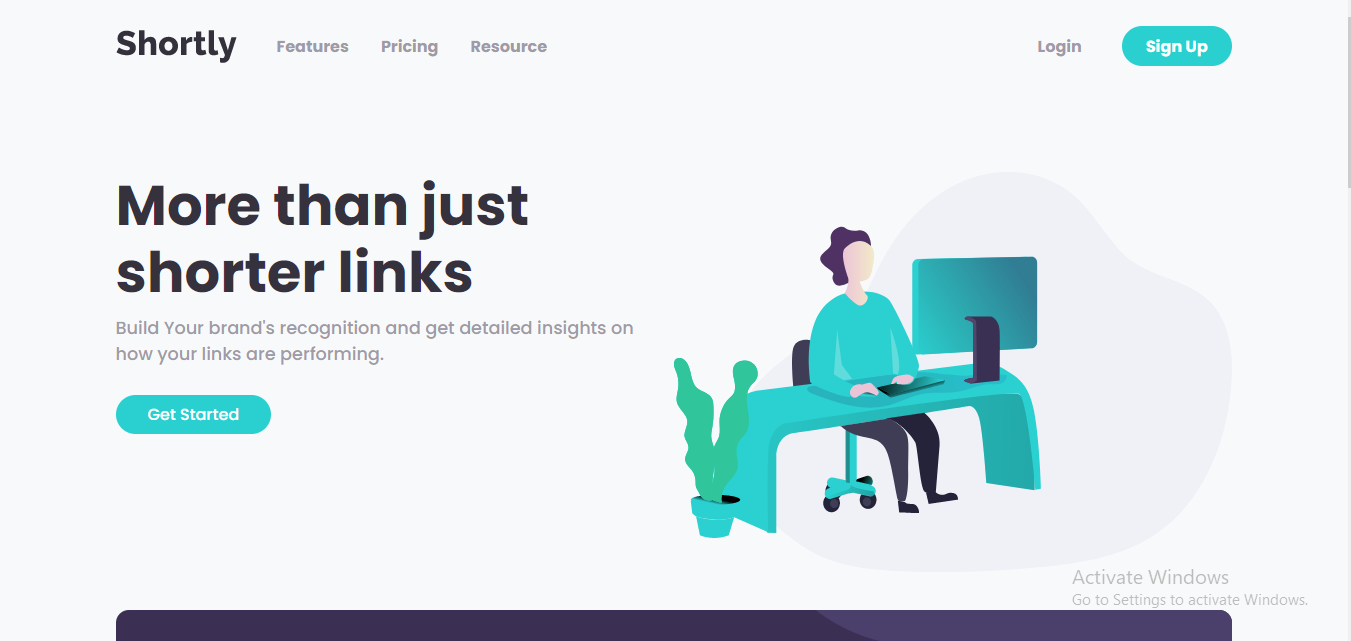 Shortly
Features
Pricing
Resource
Login
Sign Up
More than just
shorter links
Build Your brand's recognition and get detailed insights on
how your links are performing.
Get Started
Activate Windows
Go to Settings to activate Windows.